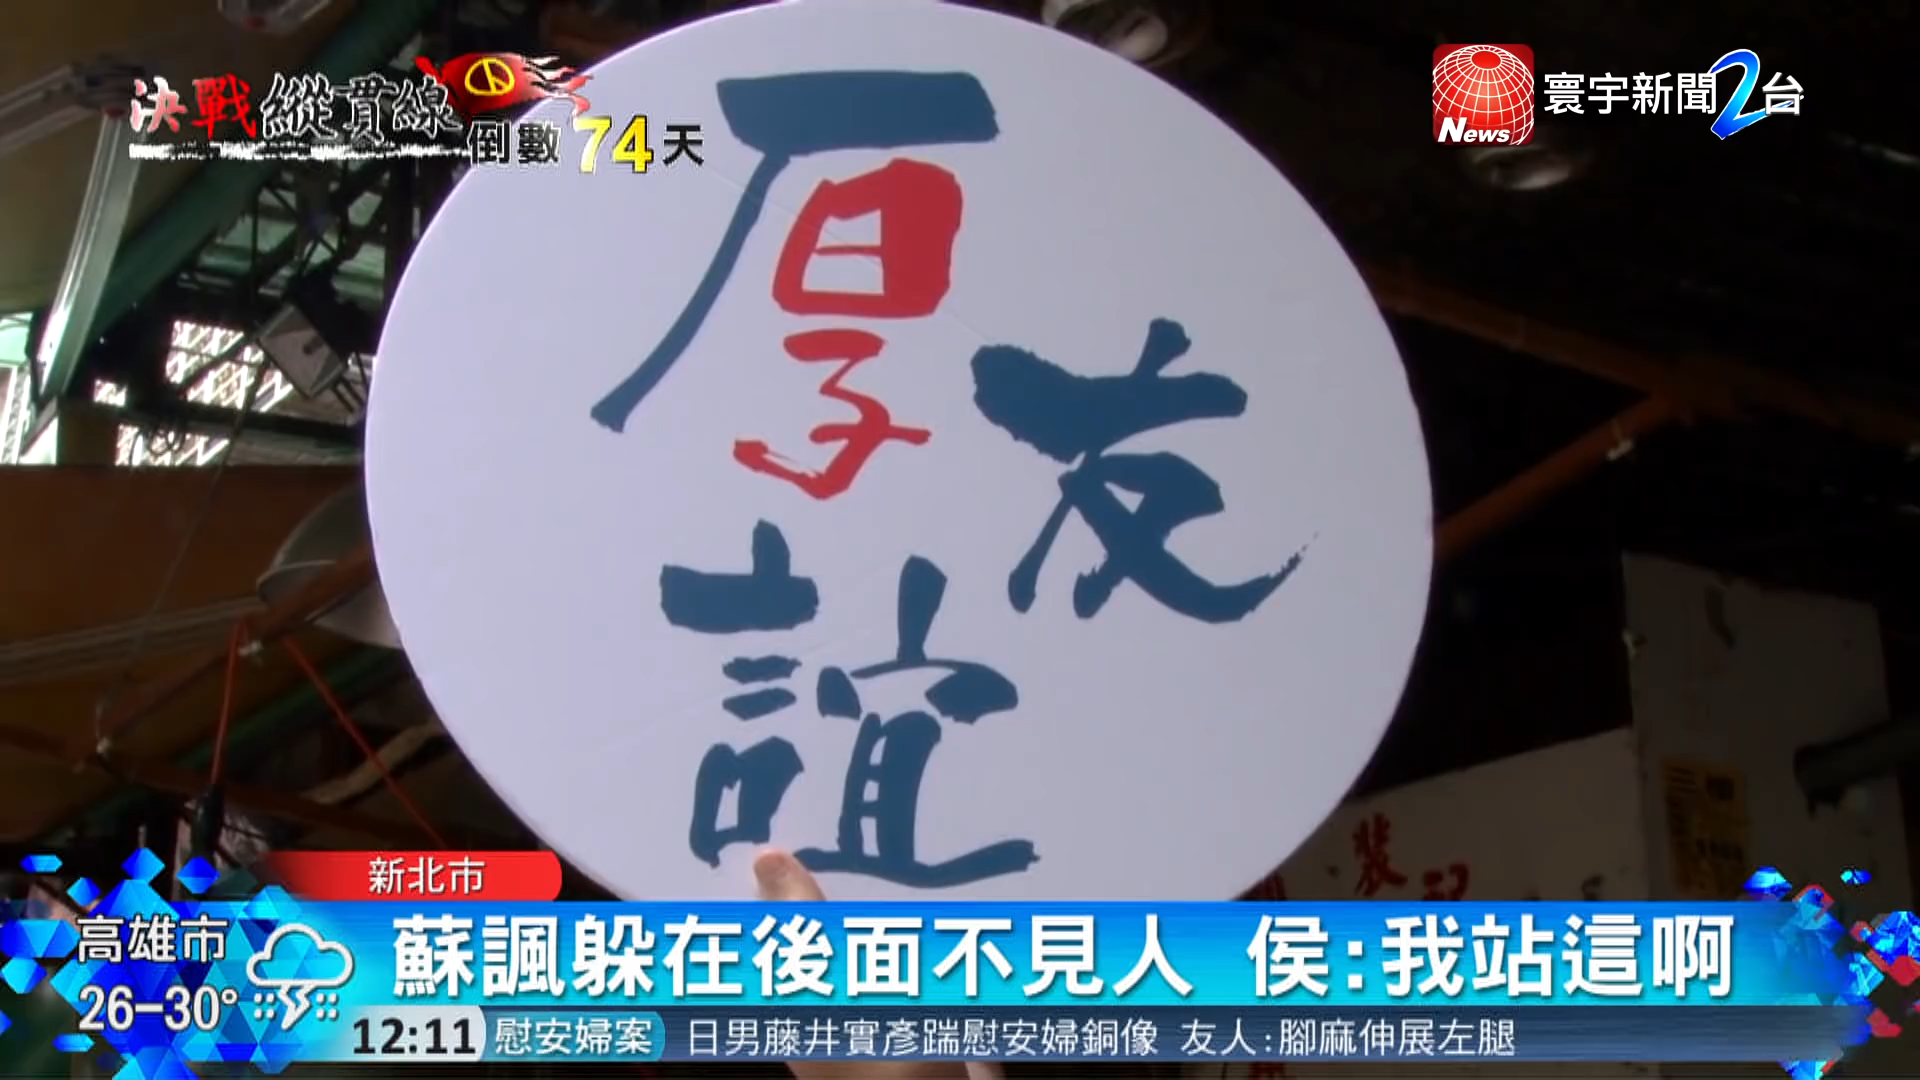 決戰縱貫線
倒數74天
News
寰宇新聞2台
厚
友
誼
裝
新北市
高雄市
26-30°
蘇諷躲在後面不見人 侯:我站這啊
12:11
慰安婦案
日男藤井實彥踹慰安婦銅像 友人:腳麻伸展左腿